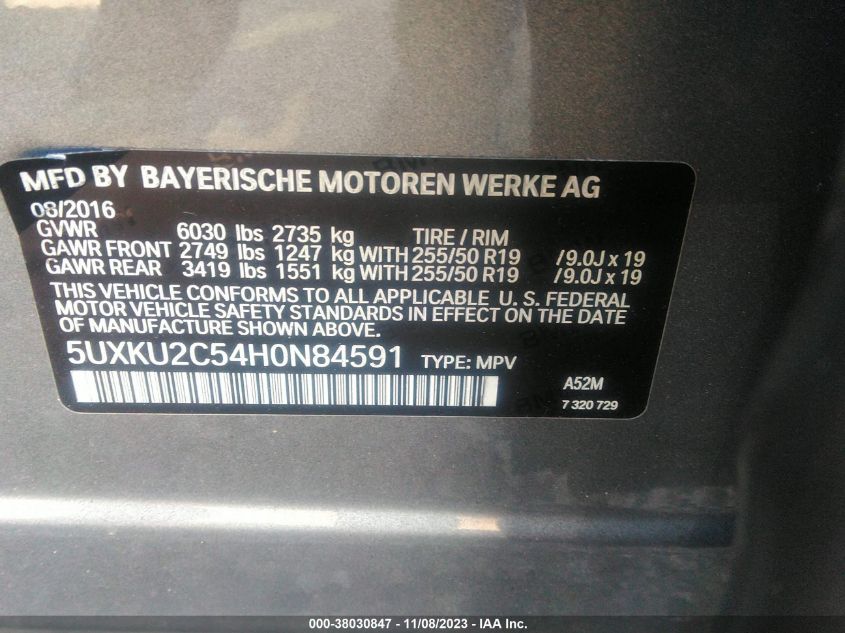 MFD BY BAYERISCHE MOTOREN WERKE AG
08/2016
GVWR 6030 lbs 2735 kg TIRE / RIM
GAWR FRONT 2749 lbs 1247 kg WITH 255/50 R19 /9.0J x 19
GAWR REAR 3419 lbs 1551 kg WITH 255/50 R19 /9.0J x 19
THIS VEHICLE CONFORMS TO ALL APPLICABLE U. S. FEDERAL
MOTOR VEHICLE SAFETY STANDARDS IN EFFECT ON THE DATE
OF MANUFACTURE SHOWN ABOVE.
5UXKU2C54H0N84591 TYPE: MPV
A52M
7 320 729
000-38030847 - 11/08/2023 - IAA Inc.